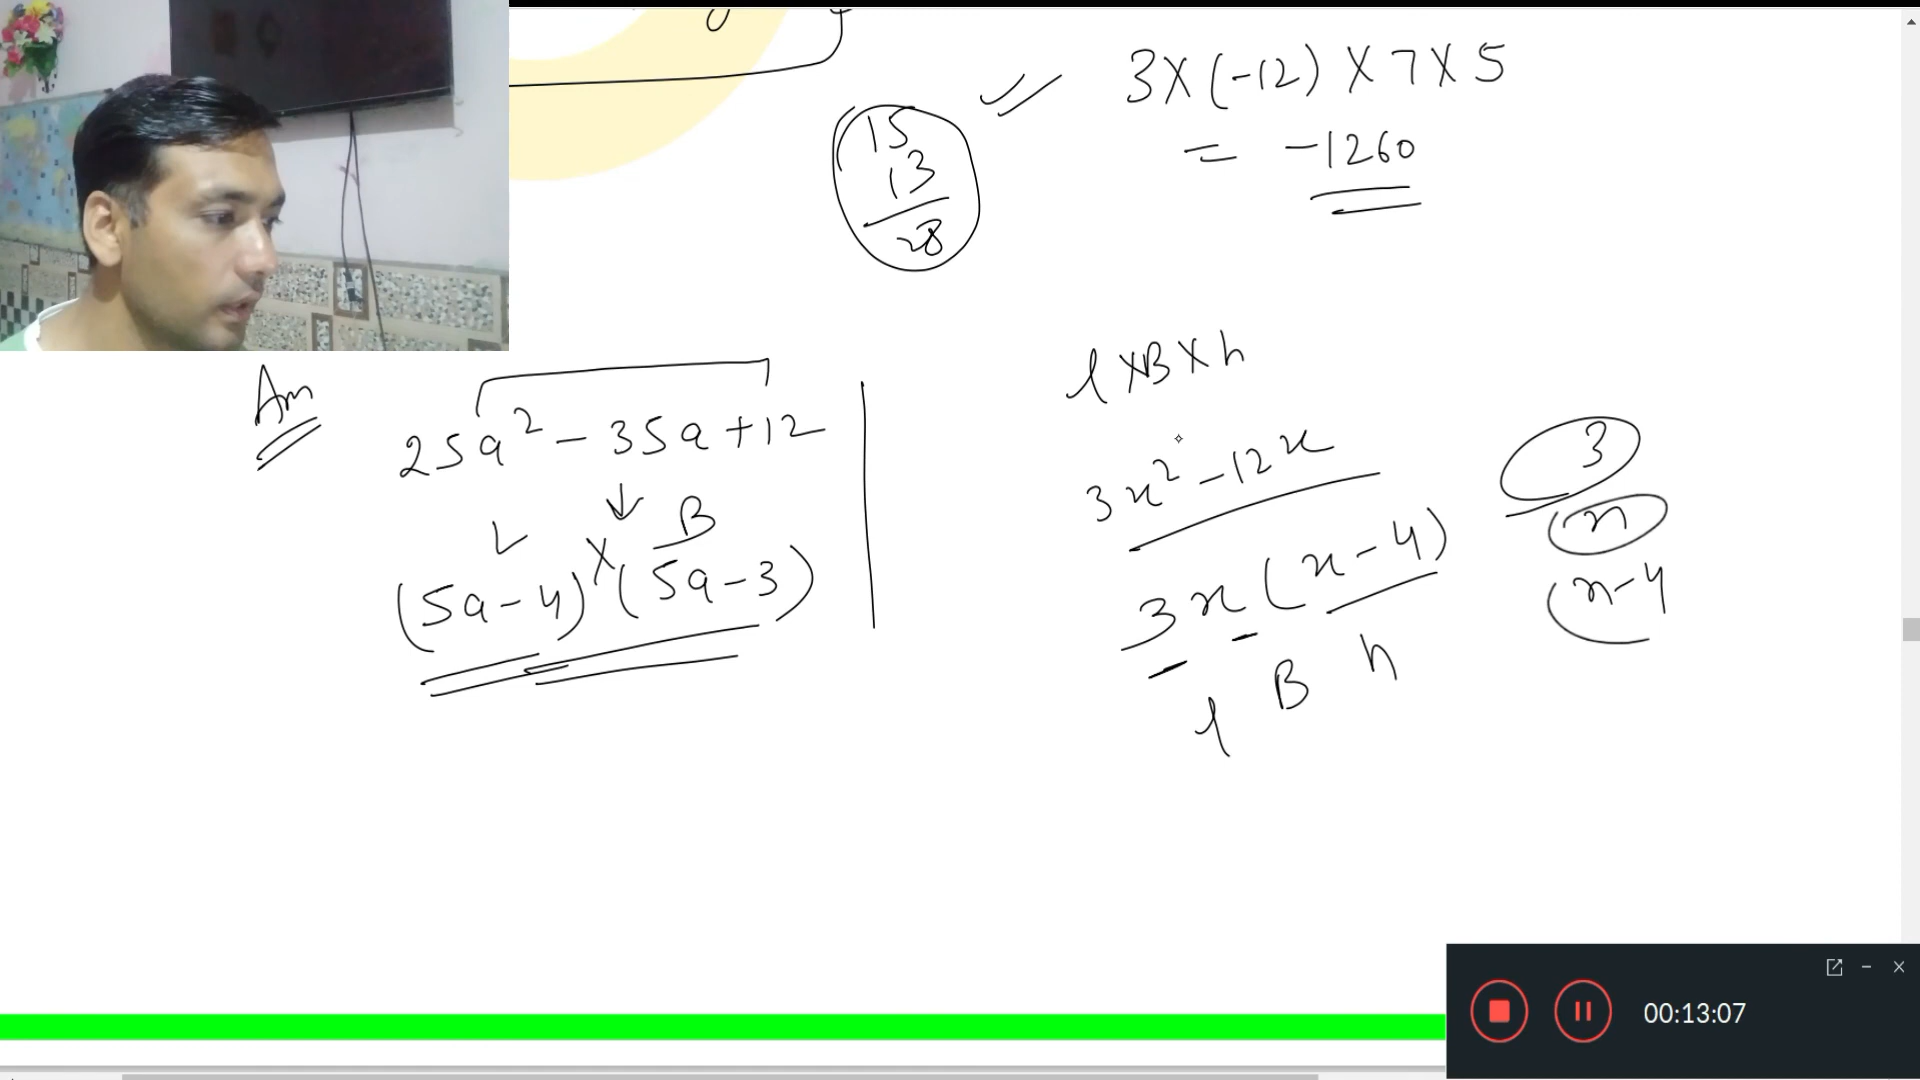 3X(-12) X 7 X 5
= -1260
15
13
28
Am
25a² - 35a + 12
B
(5a-4) X (5a-3)
l X B X h
3x² - 12x
3x(x-4)
l B h
3
x
(x-4
00:13:07